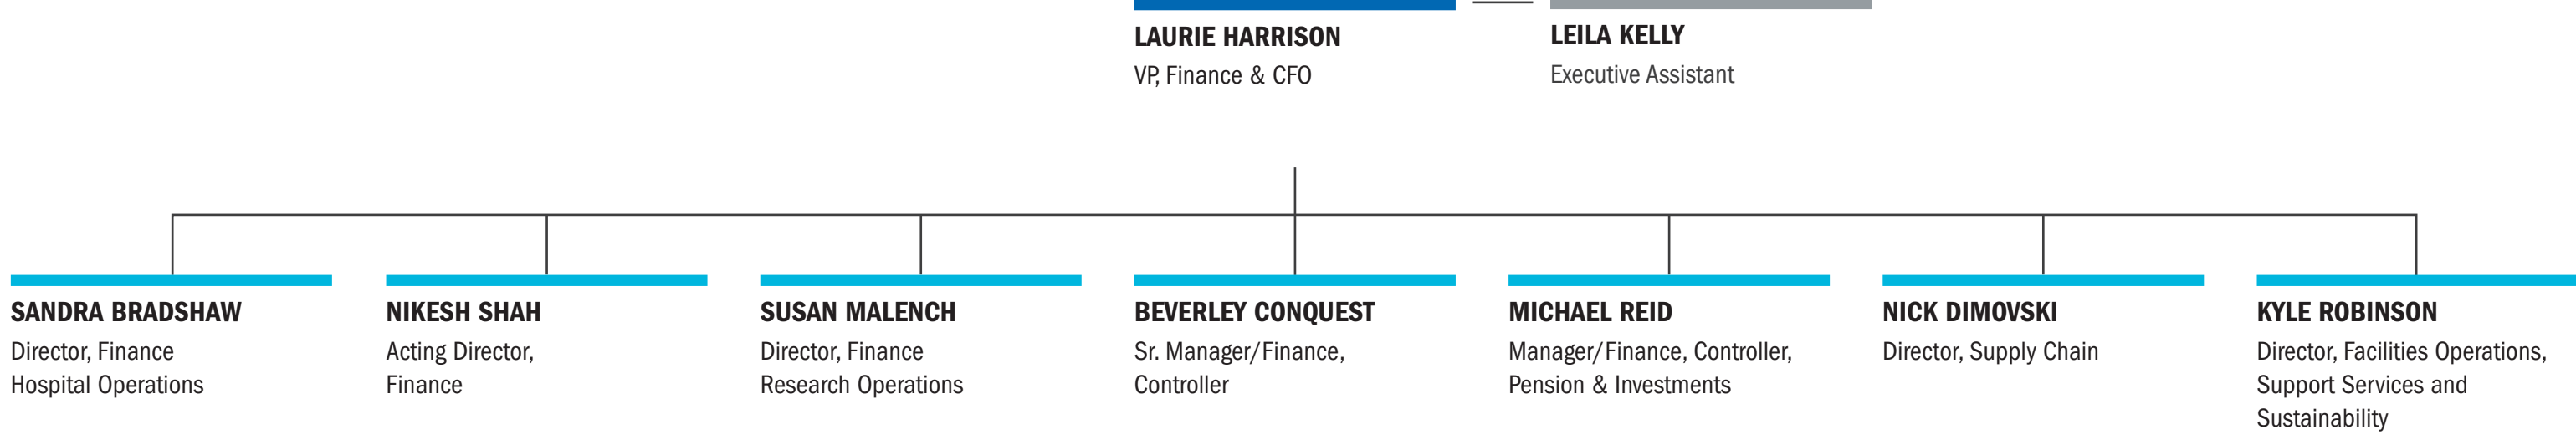 LAURIE HARRISON
VP, Finance & CFO
LEILA KELLY
Executive Assistant
SANDRA BRADSHAW
Director, Finance
Hospital Operations
NIKESH SHAH
Acting Director,
Finance
SUSAN MALENCH
Director, Finance
Research Operations
BEVERLEY CONQUEST
Sr. Manager/Finance,
Controller
MICHAEL REID
Manager/Finance, Controller,
Pension & Investments
NICK DIMOVSKI
Director, Supply Chain
KYLE ROBINSON
Director, Facilities Operations,
Support Services and
Sustainability